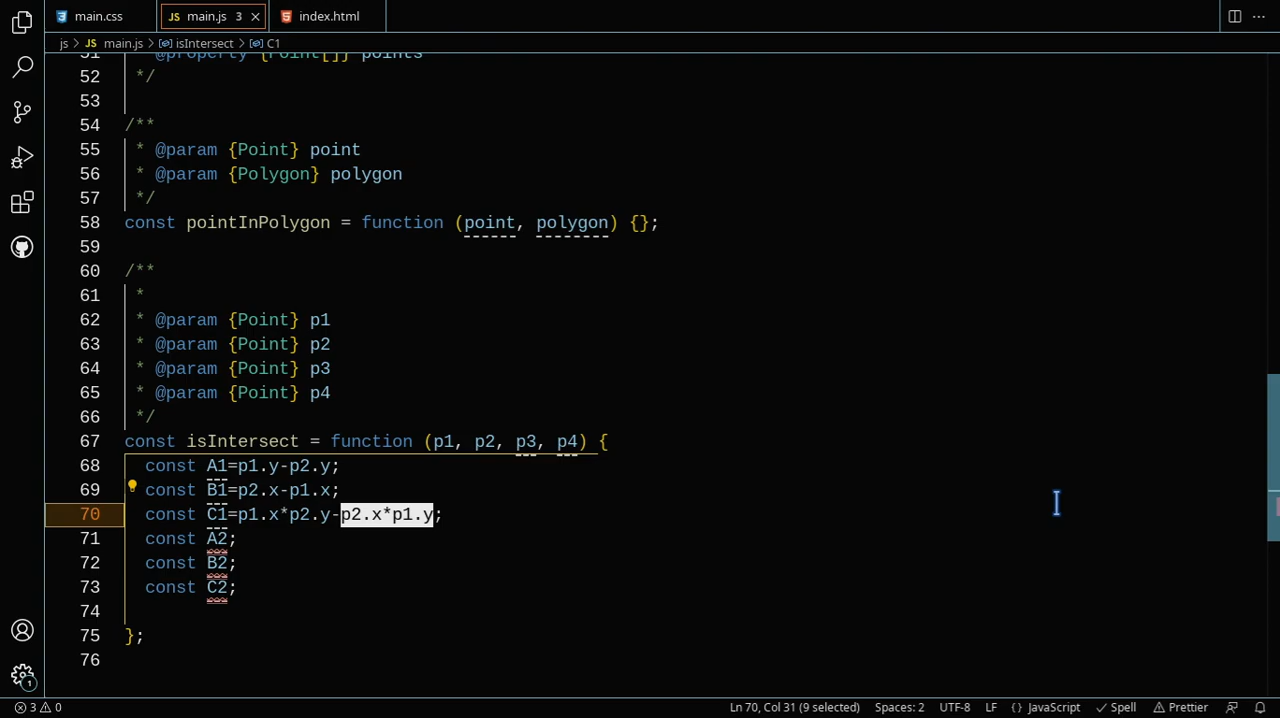 main.css
JS main.js 3
index.html
js > JS main.js > isIntersect > C1
51 * @property {Point[]} points
52 */
53
54 /**
55 * @param {Point} point
56 * @param {Polygon} polygon
57 */
58 const pointInPolygon = function (point, polygon) {};
59
60 /**
61 *
62 * @param {Point} p1
63 * @param {Point} p2
64 * @param {Point} p3
65 * @param {Point} p4
66 */
67 const isIntersect = function (p1, p2, p3, p4) {
68 const A1=p1.y-p2.y;
69 const B1=p2.x-p1.x;
70 const C1=p1.x*p2.y-p2.x*p1.y;
71 const A2;
72 const B2;
73 const C2;
74
75 };
76
1
3 0 Ln 70, Col 31 (9 selected) Spaces: 2 UTF-8 LF {} JavaScript Spell Prettier